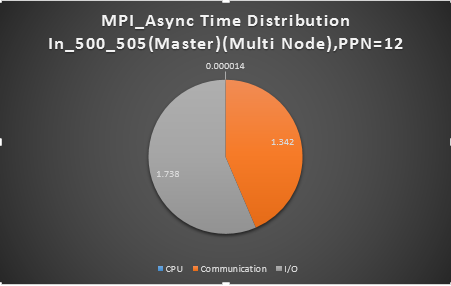 MPI_Async Time Distribution
In_500_505(Master)(Multi Node),PPN=12
0.000014
1.342
1.738
CPU Communication I/O